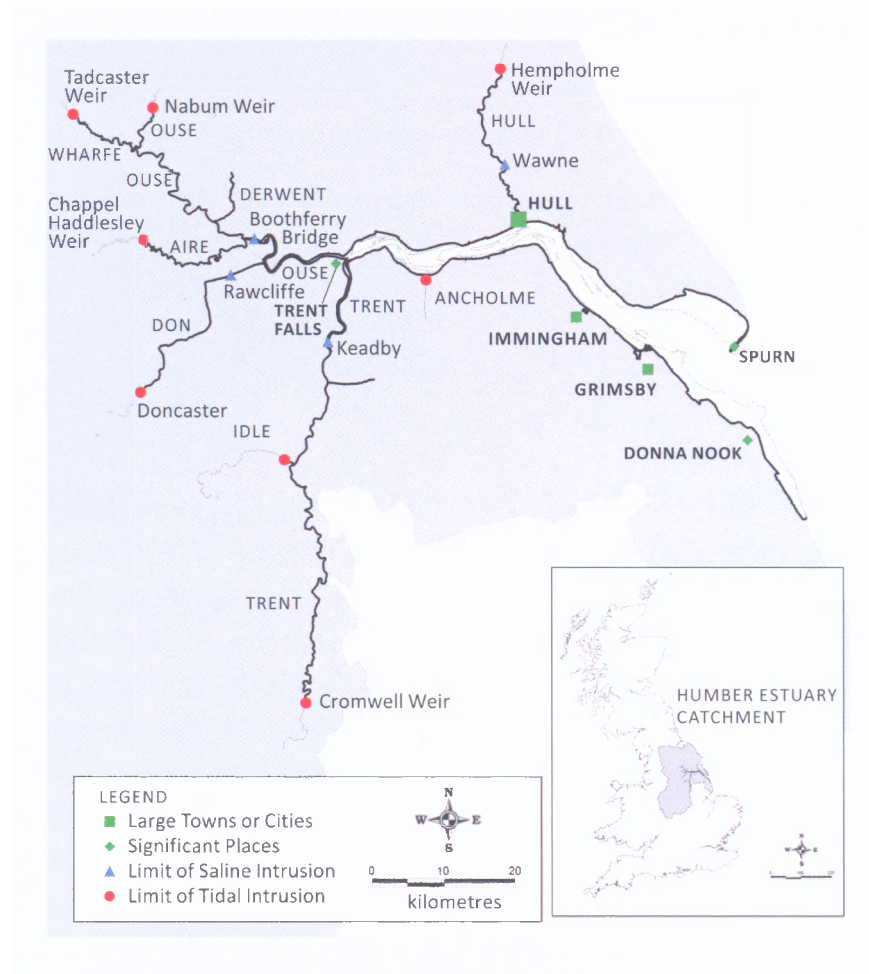 Tadcaster
Weir
Nabum Weir
OUSE
WHARFE
OUSE
DERWENT
Chappel
Haddlesley
Weir
Boothferry
Bridge
AIRE
OUSE
Rawcliffe
TRENT
FALLS
TRENT
DON
Keadby
Doncaster
IDLE
TRENT
Cromwell Weir
Hempholme
Weir
HULL
Wawne
HULL
ANCHOLME
IMMINGHAM
SPURN
GRIMSBY
DONNA NOOK
HUMBER ESTUARY
CATCHMENT
N
W E
S
LEGEND
Large Towns or Cities
Significant Places
Limit of Saline Intrusion
Limit of Tidal Intrusion
N
W E
S
0 10 20
kilometres